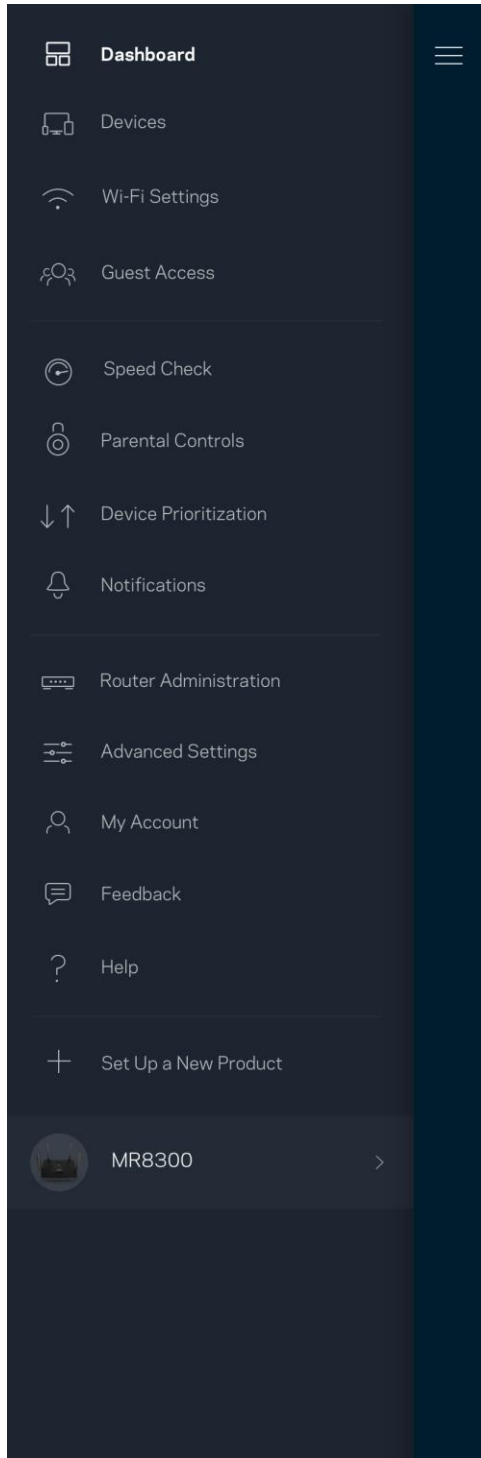 Dashboard
Devices
Wi-Fi Settings
Guest Access
Speed Check
Parental Controls
Device Prioritization
Notifications
Router Administration
Advanced Settings
My Account
Feedback
Help
Set Up a New Product
MR8300